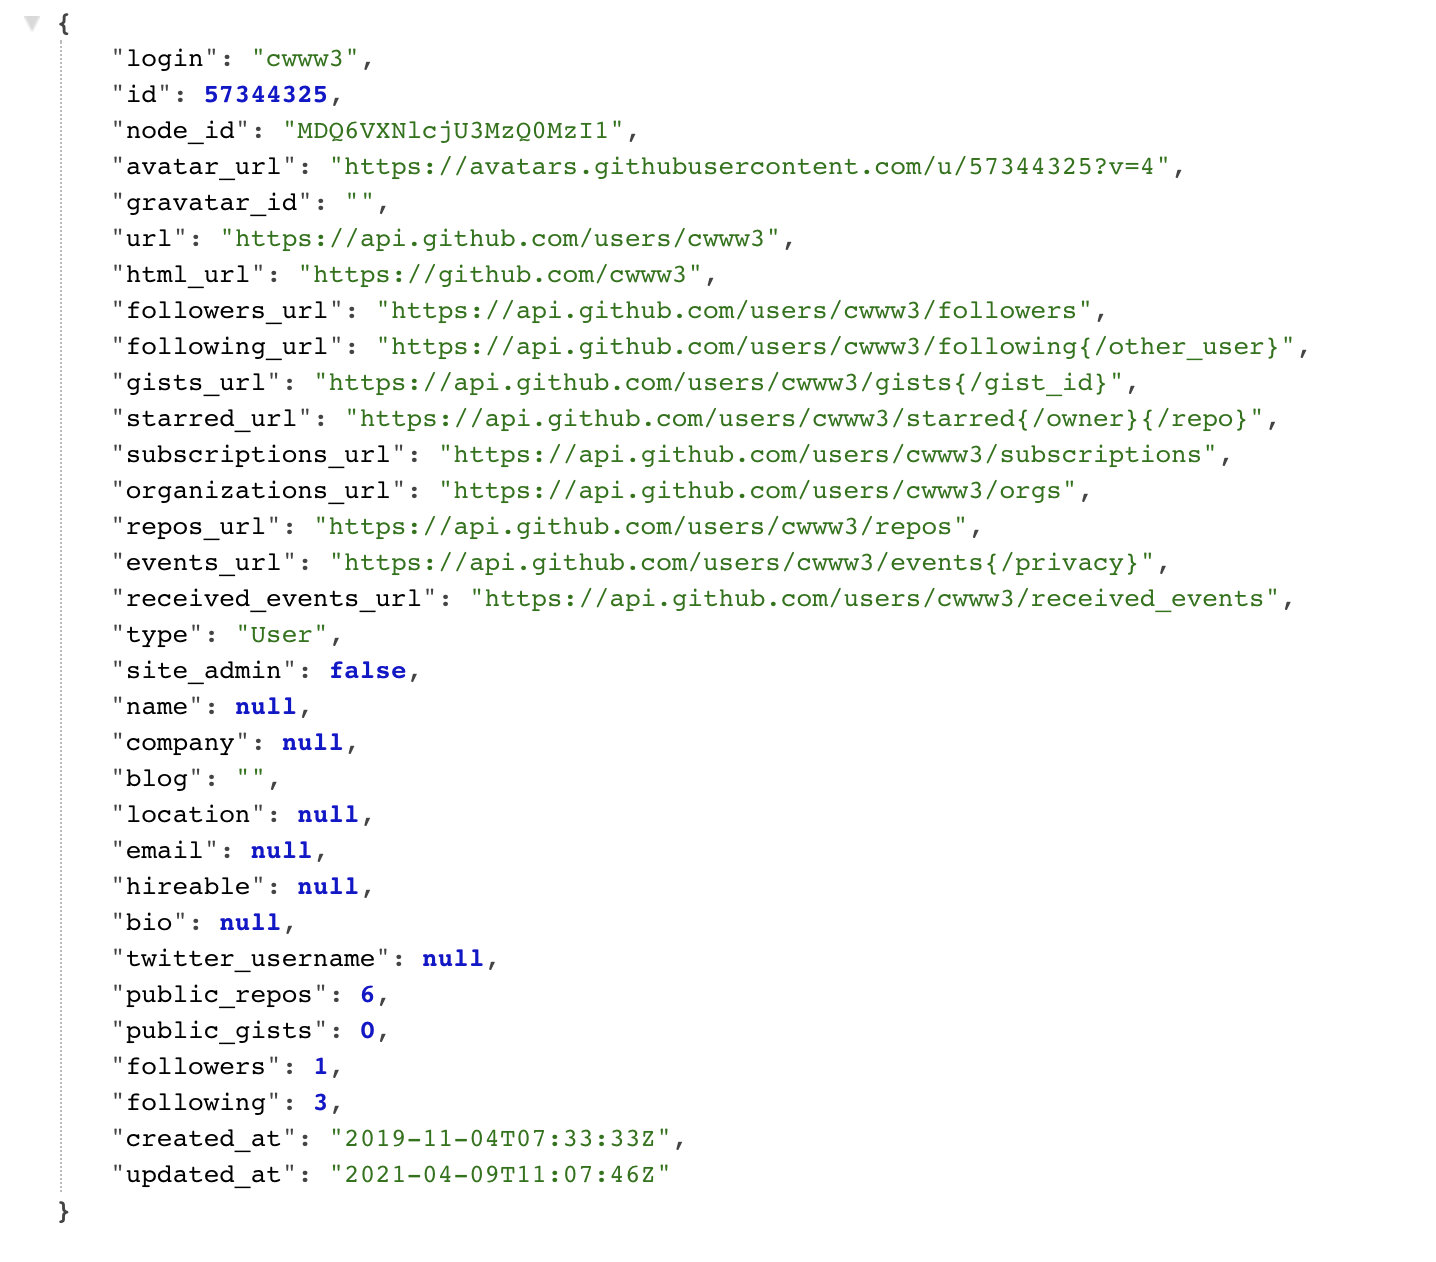 {
"login": "cwww3",
"id": 57344325,
"node_id": "MDQ6VXNlcjU3MzQ0MzI1",
"avatar_url": "https://avatars.githubusercontent.com/u/57344325?v=4",
"gravatar_id": "",
"url": "https://api.github.com/users/cwww3",
"html_url": "https://github.com/cwww3",
"followers_url": "https://api.github.com/users/cwww3/followers",
"following_url": "https://api.github.com/users/cwww3/following{/other_user}",
"gists_url": "https://api.github.com/users/cwww3/gists{/gist_id}",
"starred_url": "https://api.github.com/users/cwww3/starred{/owner}{/repo}",
"subscriptions_url": "https://api.github.com/users/cwww3/subscriptions",
"organizations_url": "https://api.github.com/users/cwww3/orgs",
"repos_url": "https://api.github.com/users/cwww3/repos",
"events_url": "https://api.github.com/users/cwww3/events{/privacy}",
"received_events_url": "https://api.github.com/users/cwww3/received_events",
"type": "User",
"site_admin": false,
"name": null,
"company": null,
"blog": "",
"location": null,
"email": null,
"hireable": null,
"bio": null,
"twitter_username": null,
"public_repos": 6,
"public_gists": 0,
"followers": 1,
"following": 3,
"created_at": "2019-11-04T07:33:33Z",
"updated_at": "2021-04-09T11:07:46Z"
}